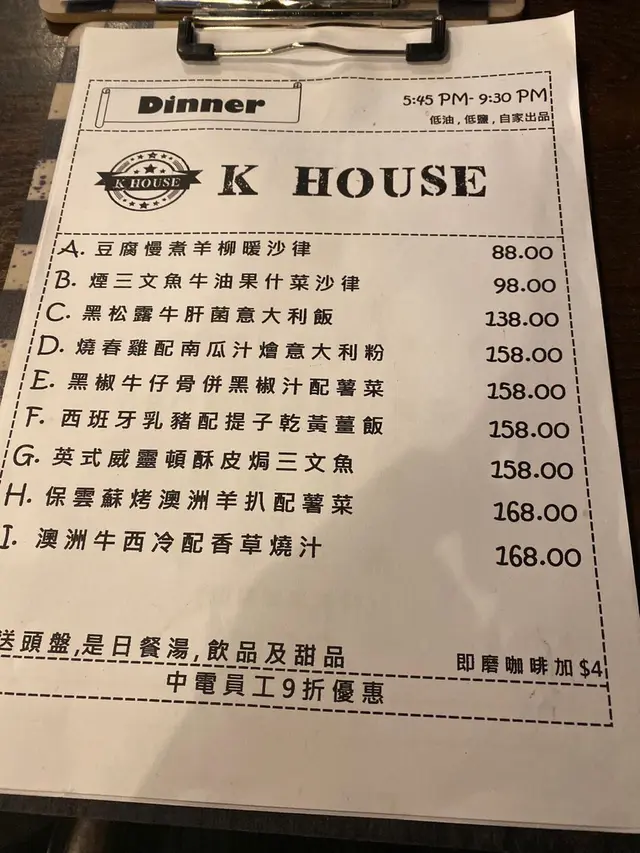 Dinner
5:45 PM- 9:30 PM
低油,低鹽,自家出品
K HOUSE
K HOUSE
A. 豆腐慢煮羊柳暖沙律 88.00
B. 煙三文魚牛油果什菜沙律 98.00
C. 黑松露牛肝菌意大利飯 138.00
D. 燒春雞配南瓜汁燴意大利粉 158.00
E. 黑椒牛仔骨併黑椒汁配薯菜 158.00
F. 西班牙乳豬配提子乾黃薑飯 158.00
G. 英式威靈頓酥皮焗三文魚 158.00
H. 保雲蘇烤澳洲羊扒配薯菜 168.00
I. 澳洲牛西冷配香草燒汁 168.00
送頭盤,是日餐湯,飲品及甜品 即磨咖啡加 $4
中電員工9折優惠